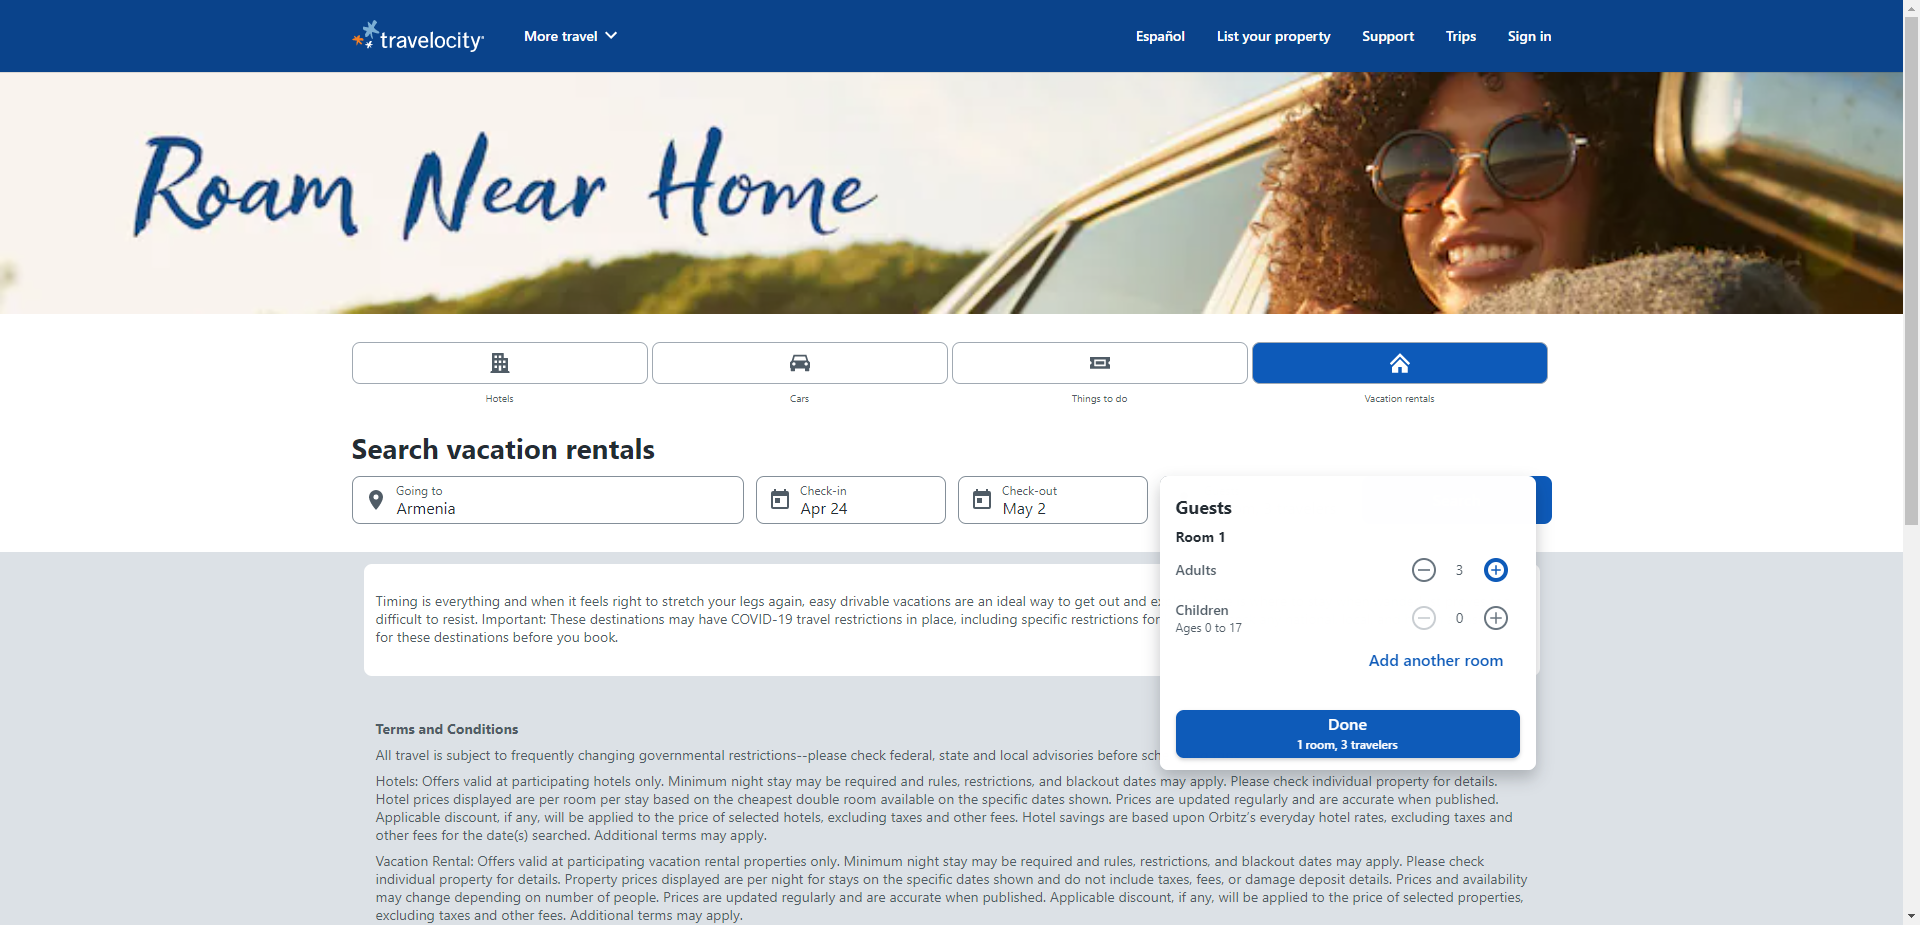 travelocity
More travel
Español
List your property
Support
Trips
Sign in
Roam Near Home
Hotels
Cars
Things to do
Vacation rentals
Search vacation rentals
Going to
Armenia
Check-in
Apr 24
Check-out
May 2
Guests
Room 1
Adults
3
Children
Ages 0 to 17
0
Add another room
Done
1 room, 3 travelers
Timing is everything and when it feels right to stretch your legs again, easy drivable vacations are an ideal way to get out and
difficult to resist. Important: These destinations may have COVID-19 travel restrictions in place, including specific restrictions for
for these destinations before you book.
Terms and Conditions
All travel is subject to frequently changing governmental restrictions--please check federal, state and local advisories before
Hotels: Offers valid at participating hotels only. Minimum night stay may be required and rules, restrictions, and blackout dates may apply. Please check individual property for details.
Hotel prices displayed are per room per stay based on the cheapest double room available on the specific dates shown. Prices are updated regularly and are accurate when published.
Applicable discount, if any, will be applied to the price of selected hotels, excluding taxes and other fees. Hotel savings are based upon Orbitz’s everyday hotel rates, excluding taxes and
other fees for the date(s) searched. Additional terms may apply.
Vacation Rental: Offers valid at participating vacation rental properties only. Minimum night stay may be required and rules, restrictions, and blackout dates may apply. Please check
individual property for details. Property prices displayed are per night for stays on the specific dates shown and do not include taxes, fees, or damage deposit details. Prices and availability
may change depending on number of people. Prices are updated regularly and are accurate when published. Applicable discount, if any, will be applied to the price of selected properties,
excluding taxes and other fees. Additional terms may apply.